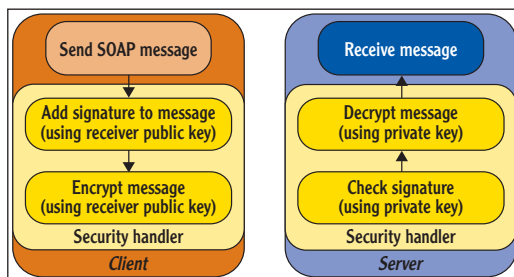 Send SOAP message
Add signature to message
(using receiver public key)
Encrypt message
(using receiver public key)
Security handler
Client
Receive message
Decrypt message
(using private key)
Check signature
(using private key)
Security handler
Server